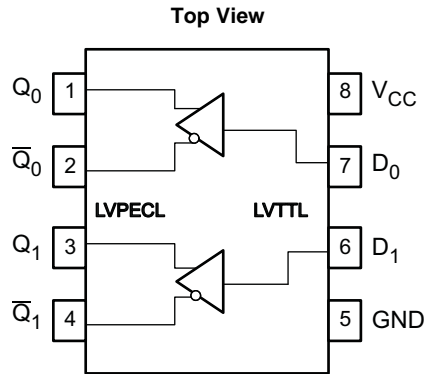 Top View
Q0 1 8 VCC
Q̅0 2 7 D0
LVPECL LVTTL
Q1 3 6 D1
Q̅1 4 5 GND